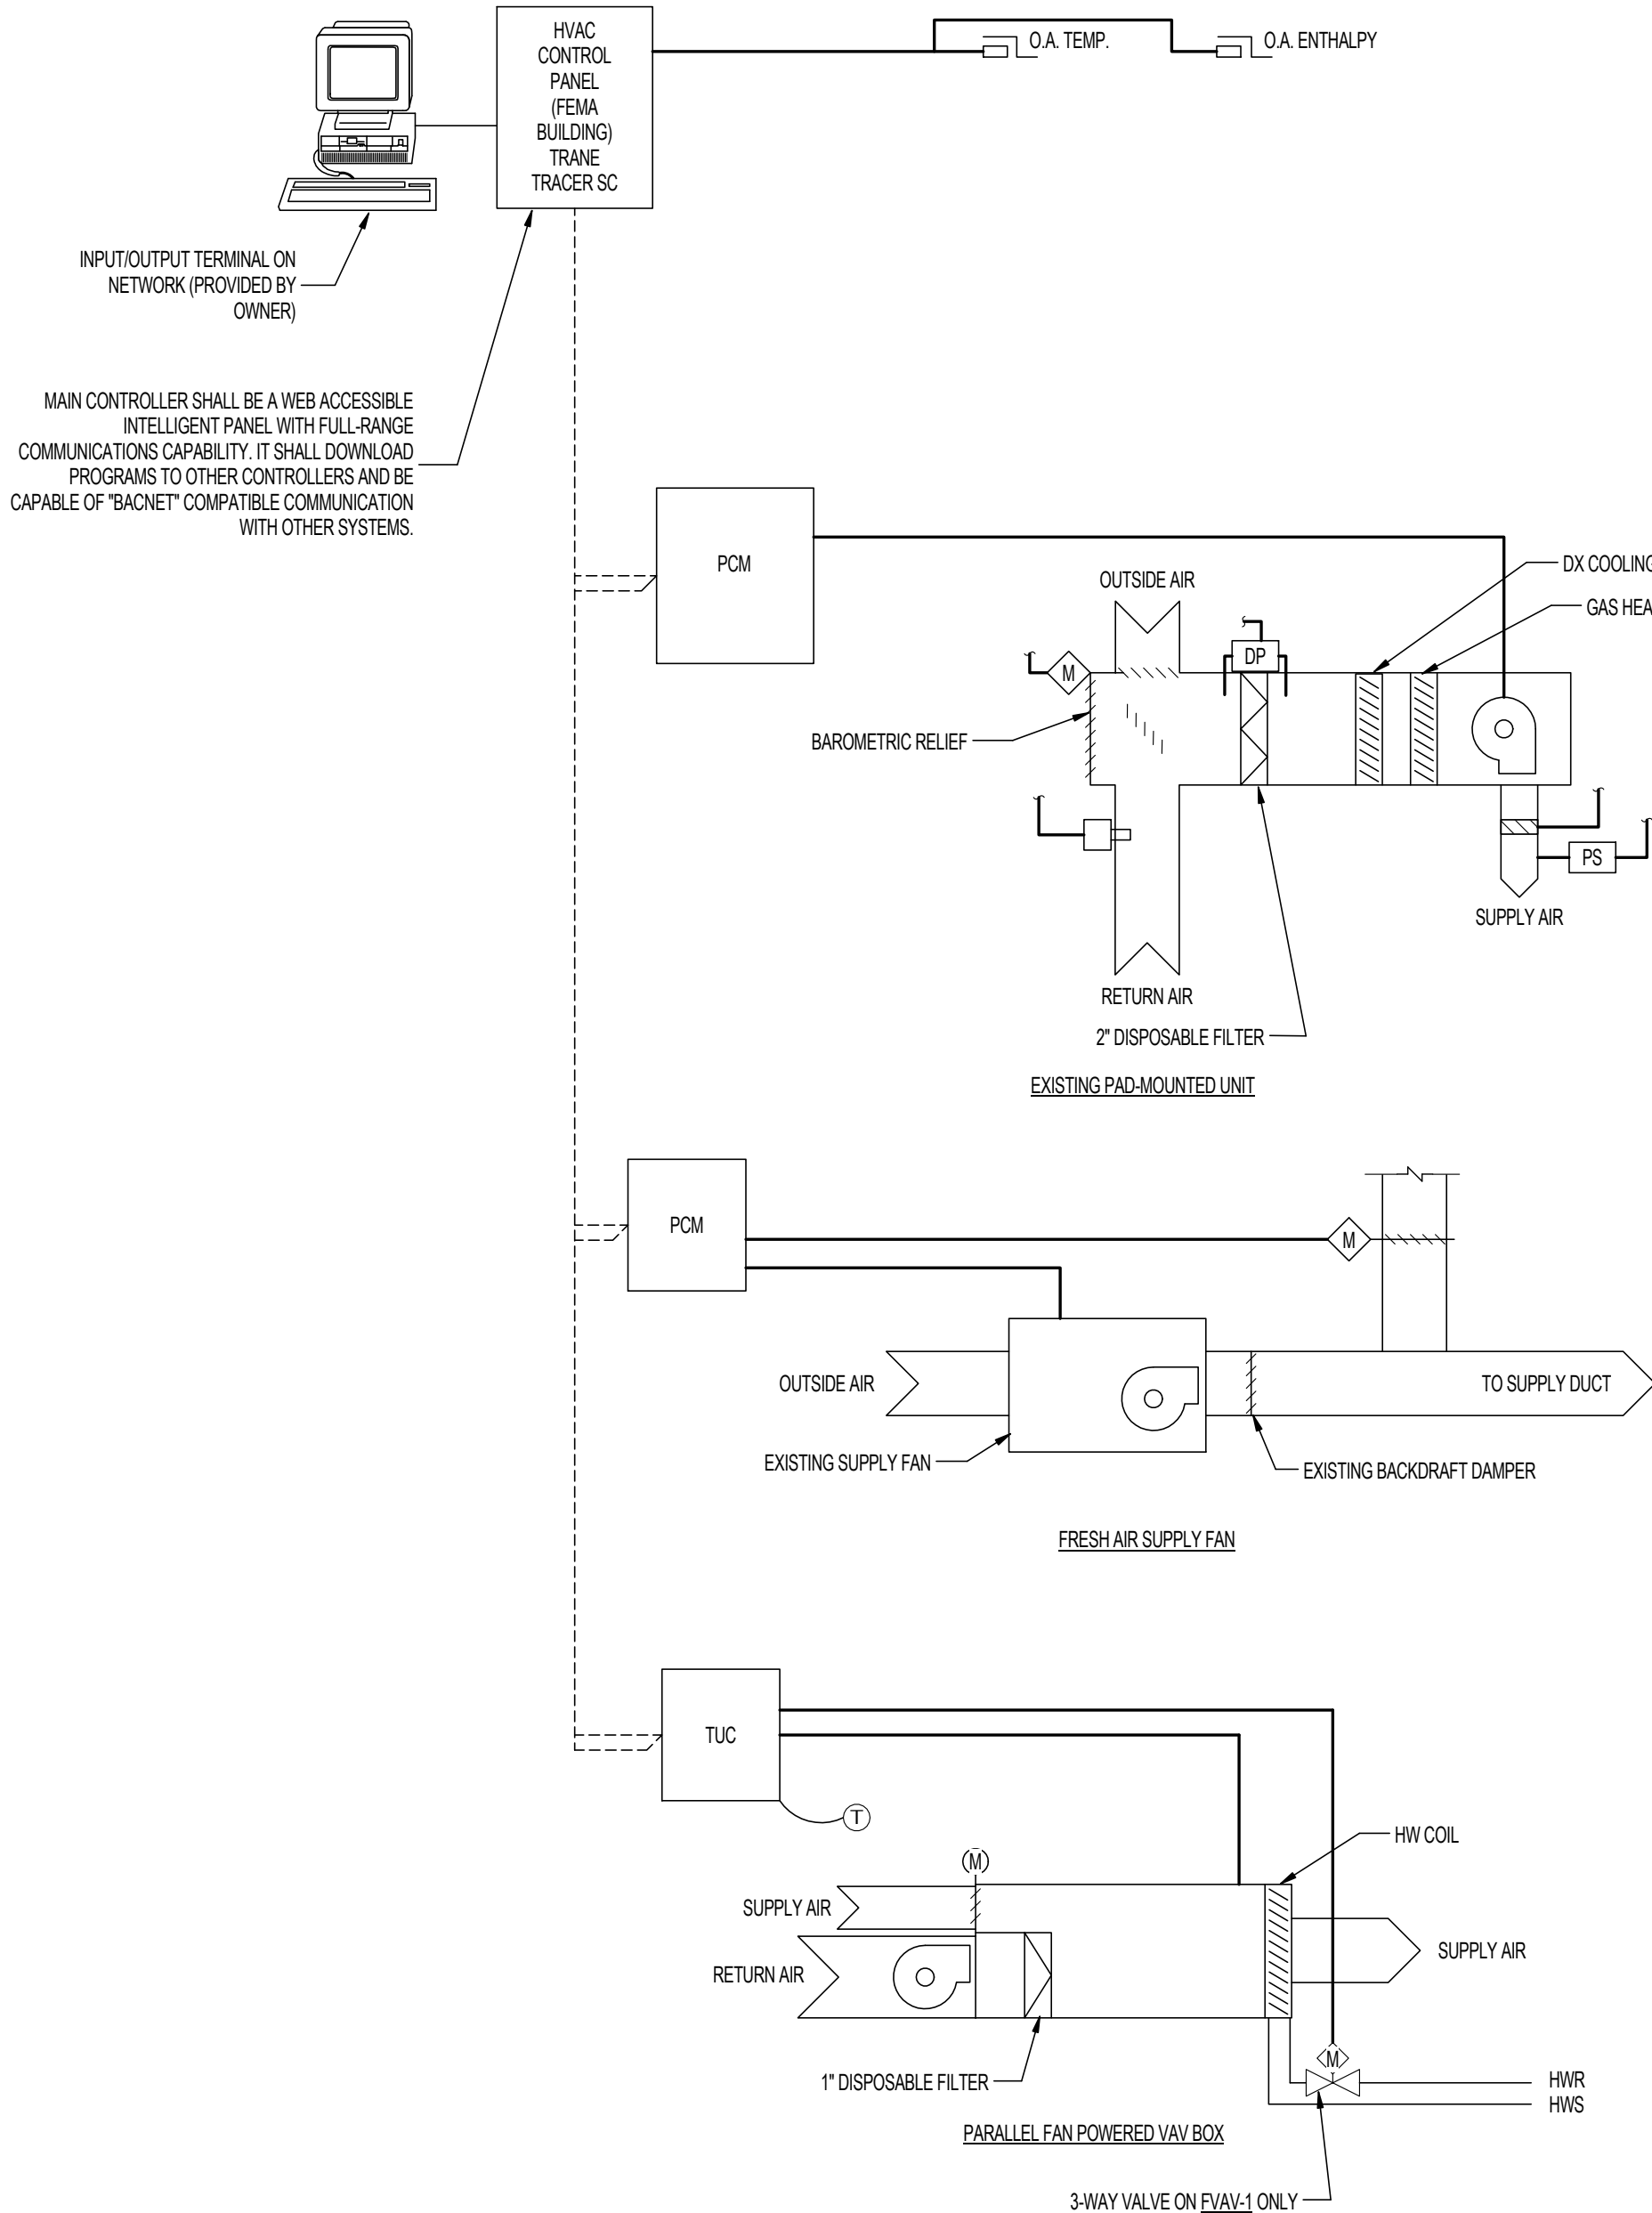 HVAC
CONTROL
PANEL
(FEMA
BUILDING)
TRANE
TRACER SC
O.A. TEMP.
O.A. ENTHALPY
INPUT/OUTPUT TERMINAL ON
NETWORK (PROVIDED BY
OWNER)
MAIN CONTROLLER SHALL BE A WEB ACCESSIBLE
INTELLIGENT PANEL WITH FULL-RANGE
COMMUNICATIONS CAPABILITY. IT SHALL DOWNLOAD
PROGRAMS TO OTHER CONTROLLERS AND BE
CAPABLE OF "BACNET" COMPATIBLE COMMUNICATION
WITH OTHER SYSTEMS.
PCM
OUTSIDE AIR
DX COOLING
GAS HEA
DP
M
BAROMETRIC RELIEF
PS
SUPPLY AIR
RETURN AIR
2" DISPOSABLE FILTER
EXISTING PAD-MOUNTED UNIT
PCM
M
OUTSIDE AIR
TO SUPPLY DUCT
EXISTING SUPPLY FAN
EXISTING BACKDRAFT DAMPER
FRESH AIR SUPPLY FAN
TUC
T
HW COIL
M
SUPPLY AIR
SUPPLY AIR
RETURN AIR
M
1" DISPOSABLE FILTER
HWR
HWS
PARALLEL FAN POWERED VAV BOX
3-WAY VALVE ON FVAV-1 ONLY